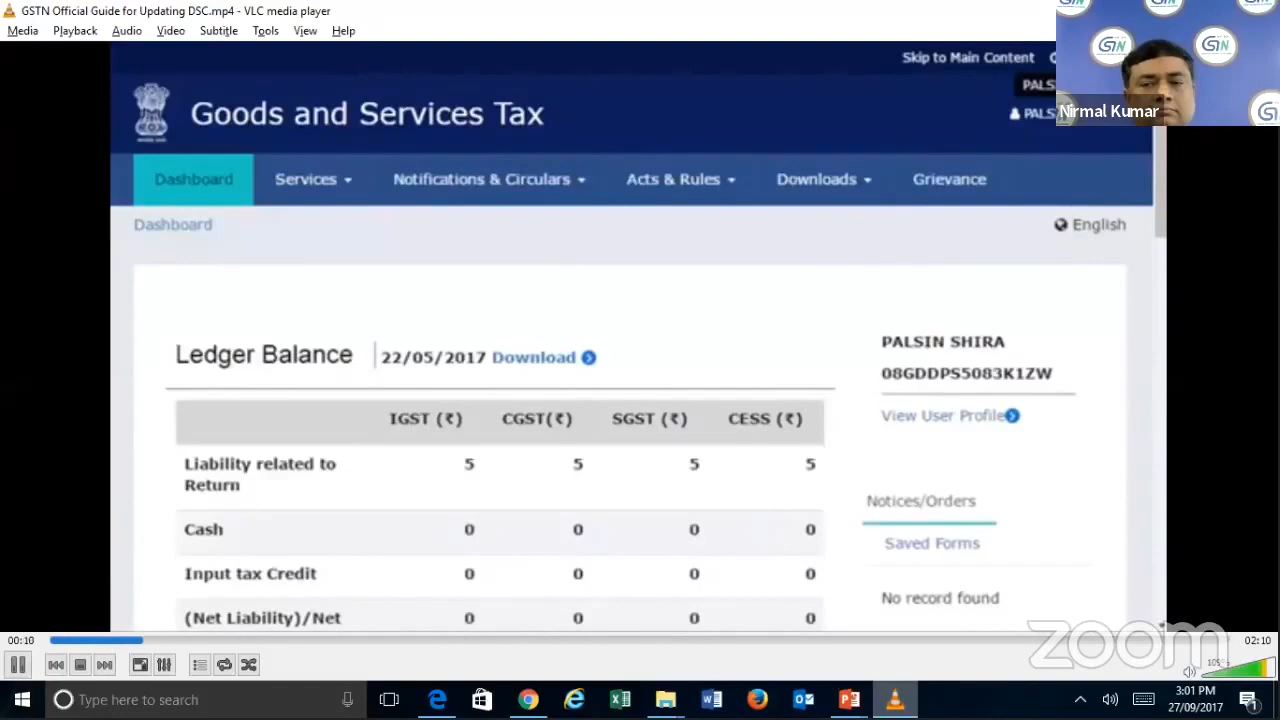 GSTN Official Guide for Updating DSC.mp4 - VLC media player
Media Playback Audio Video Subtitle Tools View Help
Skip to Main Content
PALS
Goods and Services Tax
PALS
Nirmal Kumar
Dashboard Services Notifications & Circulars Acts & Rules Downloads Grievance
Dashboard English
Ledger Balance 22/05/2017 Download
PALSIN SHIRA
08GDDPS5083K1ZW
View User Profile
IGST (₹) CGST(₹) SGST (₹) CESS (₹)
Liability related to
Return 5 5 5 5
Cash 0 0 0 0
Input tax Credit 0 0 0 0
(Net Liability)/Net 0 0 0 0
Notices/Orders
Saved Forms
No record found
zoom
00:10 02:10
Type here to search
3:01 PM
27/09/2017